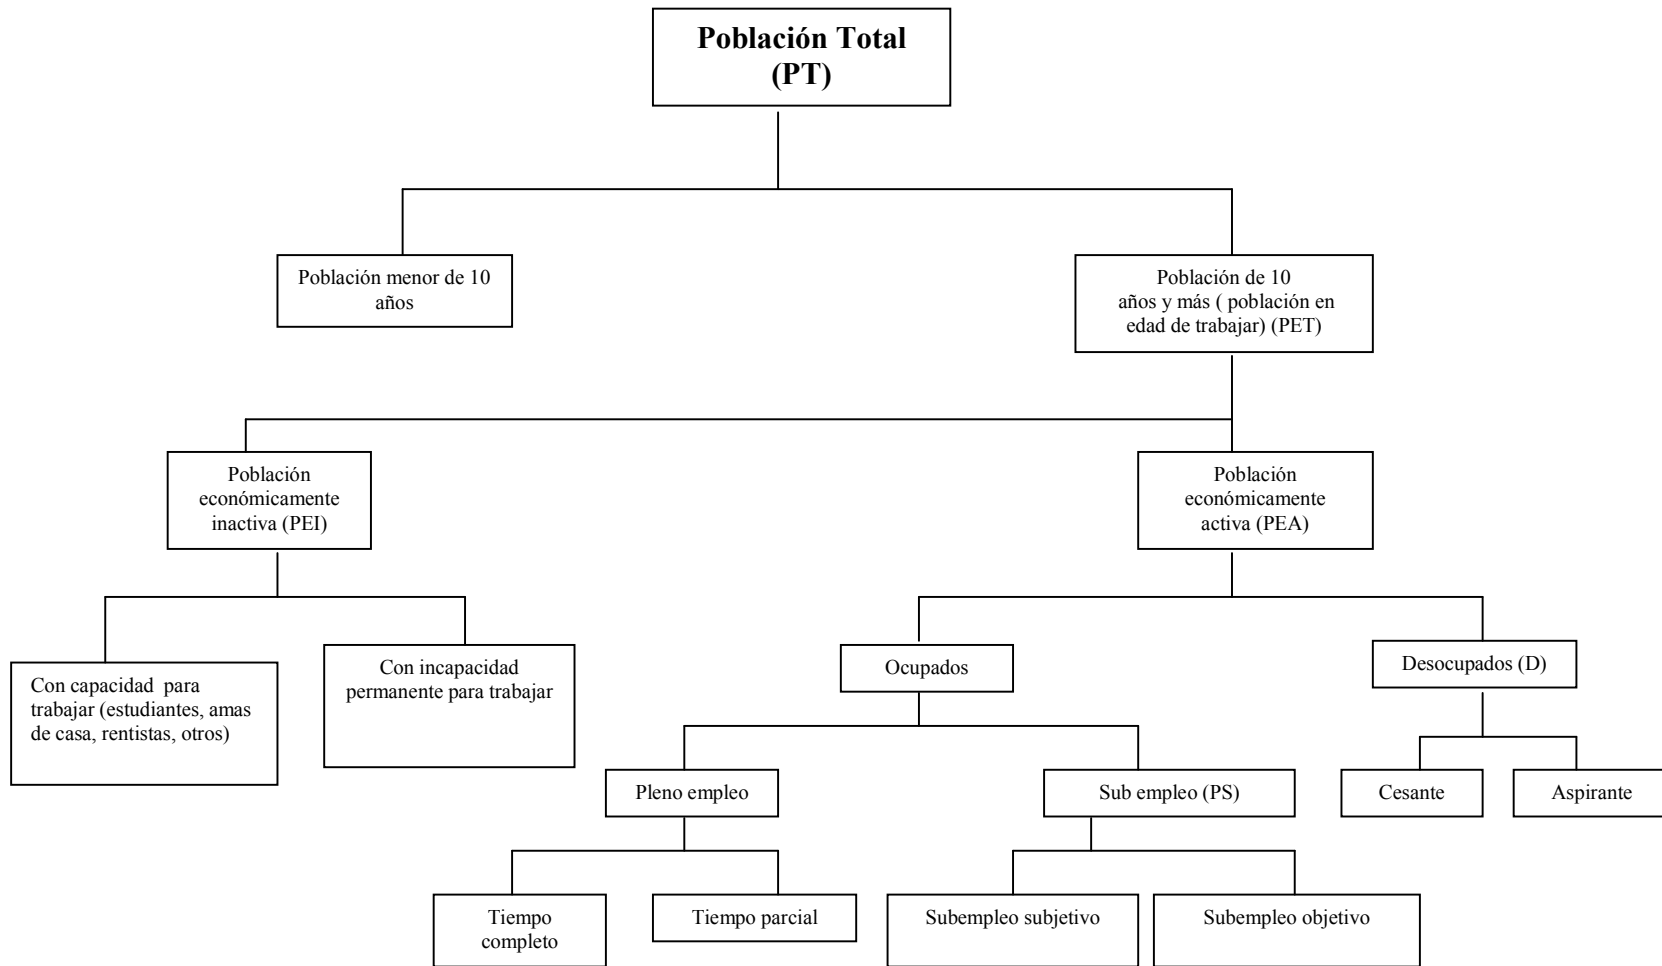 Población Total
(PT)
Población menor de 10
años
Población de 10
años y más ( población en
edad de trabajar) (PET)
Población
económicamente
inactiva (PEI)
Población
económicamente
activa (PEA)
Con capacidad para
trabajar (estudiantes, amas
de casa, rentistas, otros)
Con incapacidad
permanente para trabajar
Ocupados
Desocupados (D)
Pleno empleo
Sub empleo (PS)
Cesante
Aspirante
Tiempo
completo
Tiempo parcial
Subempleo subjetivo
Subempleo objetivo